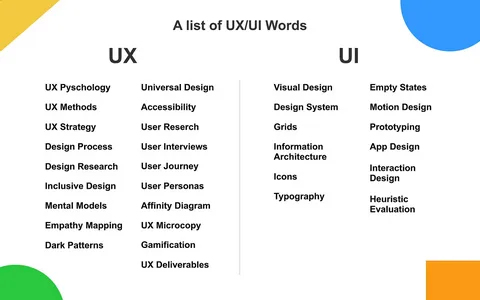 A list of UX/UI Words
UX
UX Pyschology
UX Methods
UX Strategy
Design Process
Design Research
Inclusive Design
Mental Models
Empathy Mapping
Dark Patterns
Universal Design
Accessibility
User Reserch
User Interviews
User Journey
User Personas
Affinity Diagram
UX Microcopy
Gamification
UX Deliverables
UI
Visual Design
Design System
Grids
Information
Architecture
Icons
Typography
Empty States
Motion Design
Prototyping
App Design
Interaction
Design
Heuristic
Evaluation